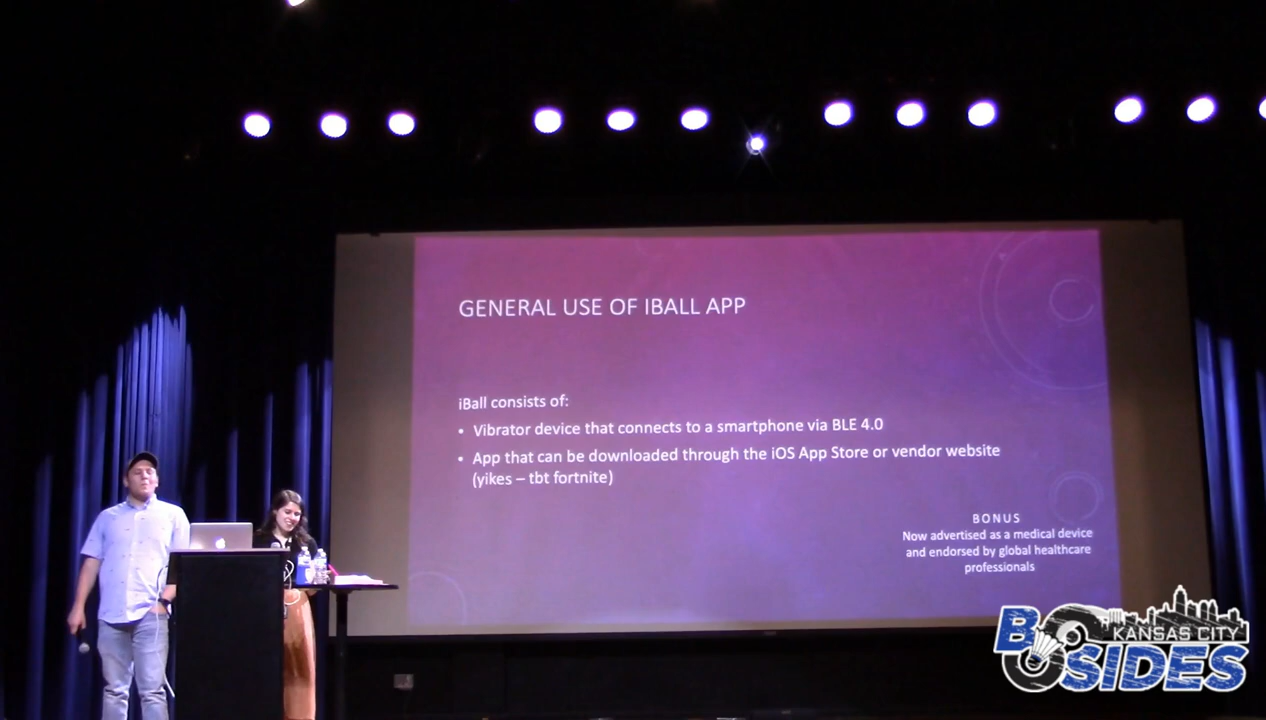 GENERAL USE OF IBALL APP
iBall consists of:
• Vibrator device that connects to a smartphone via BLE 4.0
• App that can be downloaded through the iOS App Store or vendor website
(yikes – tbt fortnite)
BONUS
Now advertised as a medical device
and endorsed by global healthcare
professionals
KANSAS CITY
BSIDES